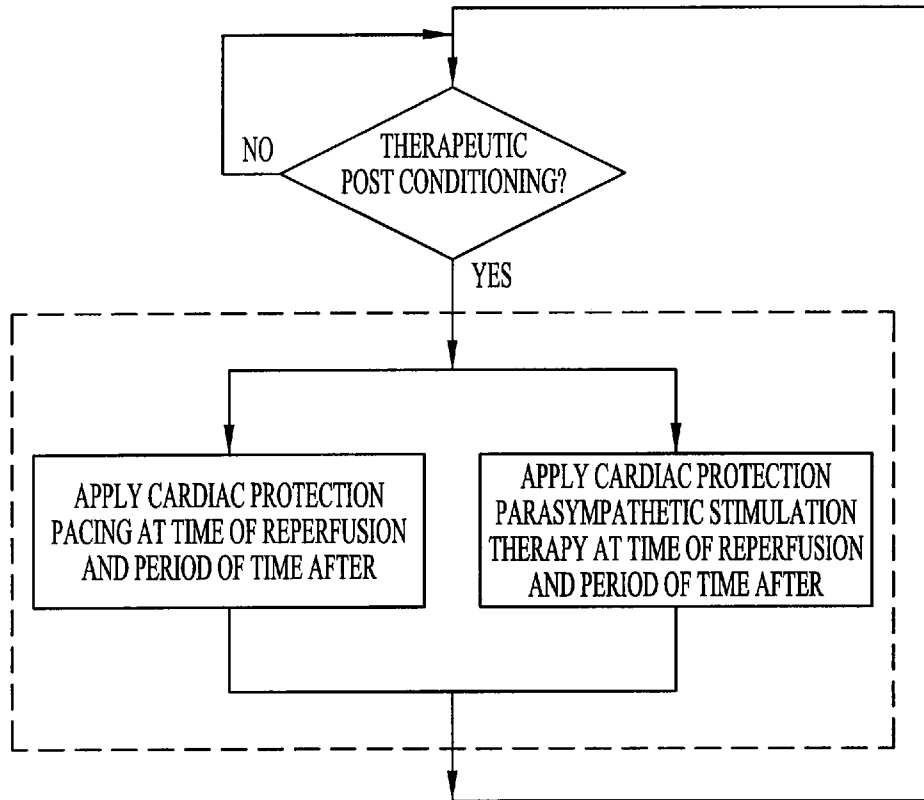 THERAPEUTIC
POST CONDITIONING?
NO
YES
APPLY CARDIAC PROTECTION
PACING AT TIME OF REPERFUSION
AND PERIOD OF TIME AFTER
APPLY CARDIAC PROTECTION
PARASYMPATHETIC STIMULATION
THERAPY AT TIME OF REPERFUSION
AND PERIOD OF TIME AFTER